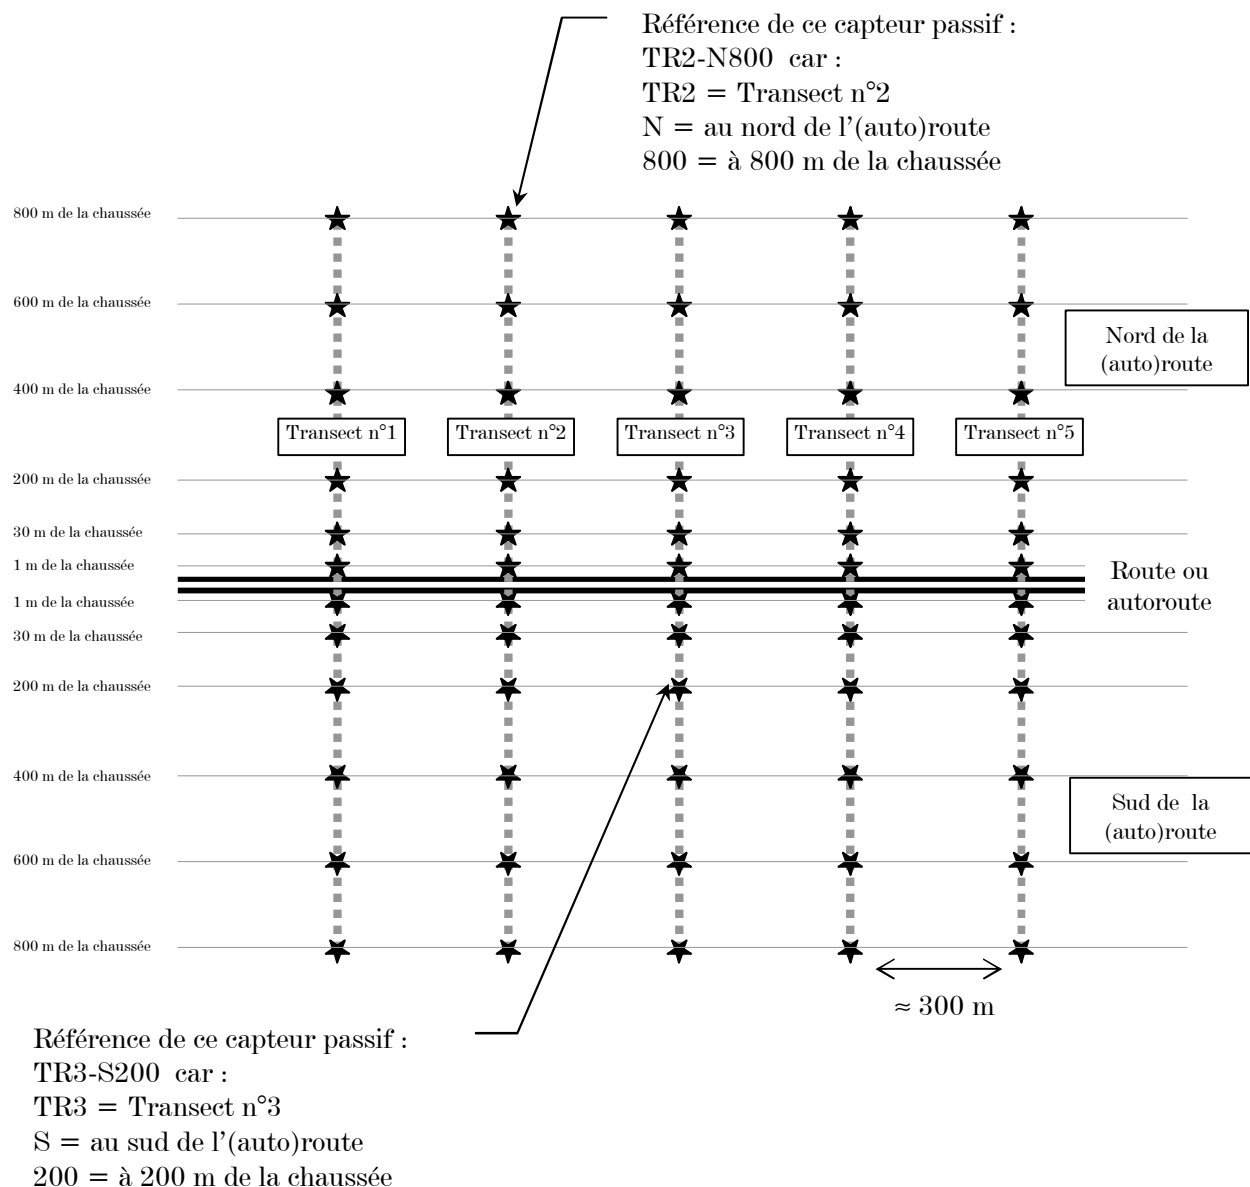 Référence de ce capteur passif :
TR2-N800 car :
TR2 = Transect n°2
N = au nord de l’(auto)route
800 = à 800 m de la chaussée
800 m de la chaussée
600 m de la chaussée
Nord de la
(auto)route
400 m de la chaussée
Transect n°1
Transect n°2
Transect n°3
Transect n°4
Transect n°5
200 m de la chaussée
30 m de la chaussée
1 m de la chaussée
Route ou
autoroute
1 m de la chaussée
30 m de la chaussée
200 m de la chaussée
400 m de la chaussée
Sud de la
(auto)route
600 m de la chaussée
800 m de la chaussée
≈ 300 m
Référence de ce capteur passif :
TR3-S200 car :
TR3 = Transect n°3
S = au sud de l’(auto)route
200 = à 200 m de la chaussée